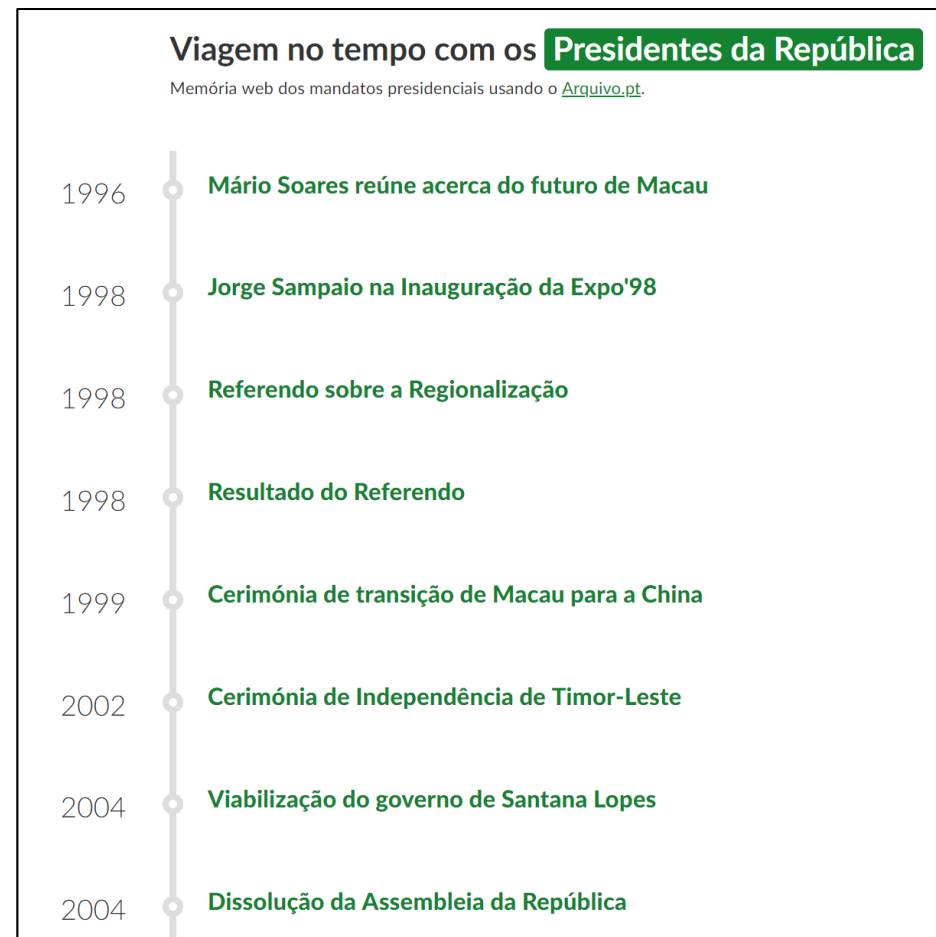 Viagem no tempo com os Presidentes da República
Memória web dos mandatos presidenciais usando o Arquivo.pt.
1996 Mário Soares reúne acerca do futuro de Macau
1998 Jorge Sampaio na Inauguração da Expo'98
1998 Referendo sobre a Regionalização
1998 Resultado do Referendo
1999 Cerimónia de transição de Macau para a China
2002 Cerimónia de Independência de Timor-Leste
2004 Viabilização do governo de Santana Lopes
2004 Dissolução da Assembleia da República